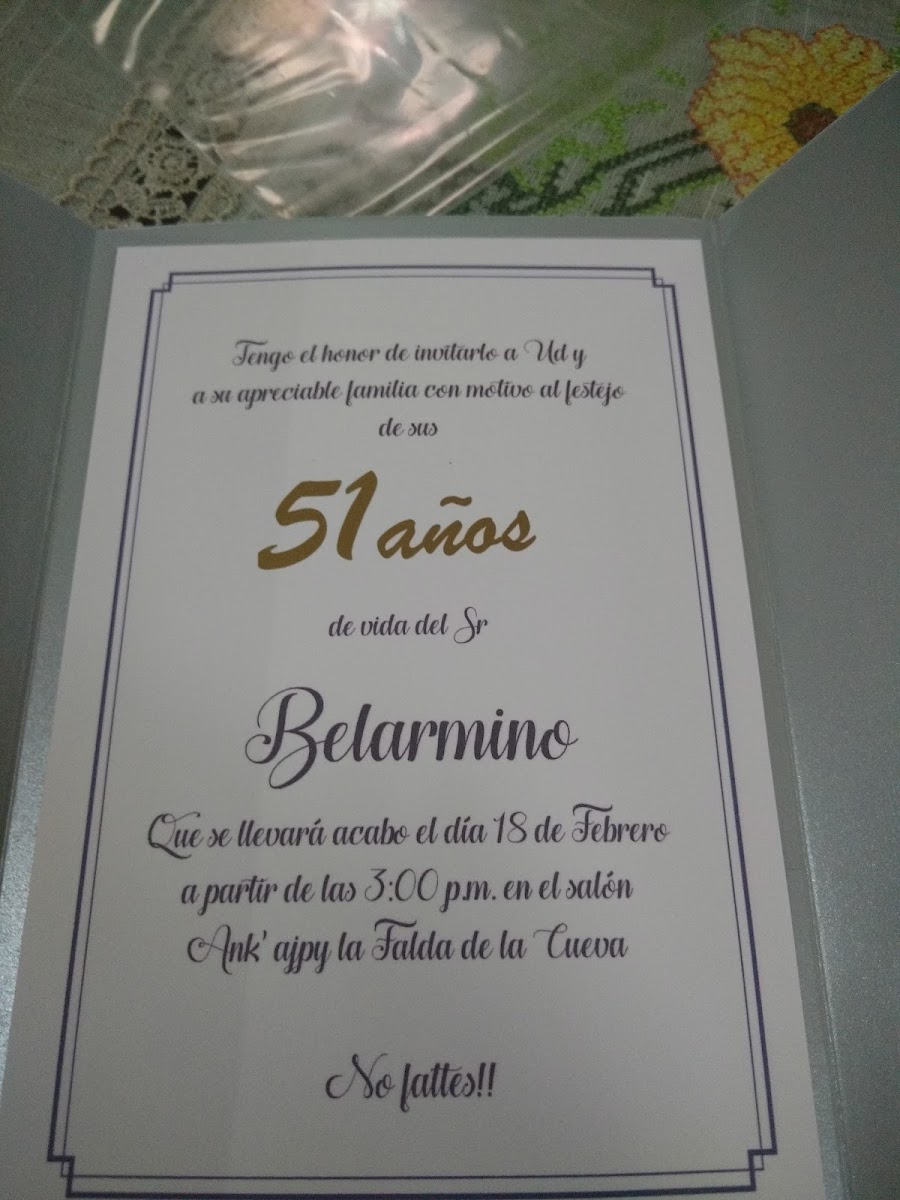 Tengo el honor de invitarlo a Ud y
a su apreciable familia con motivo al festejo
de sus
51 años
de vida del Sr
Belarmino
Que se llevará acabo el día 18 de Febrero
a partir de las 3:00 p.m. en el salón
Ank' ajpy la Falda de la Cueva
No faltes!!